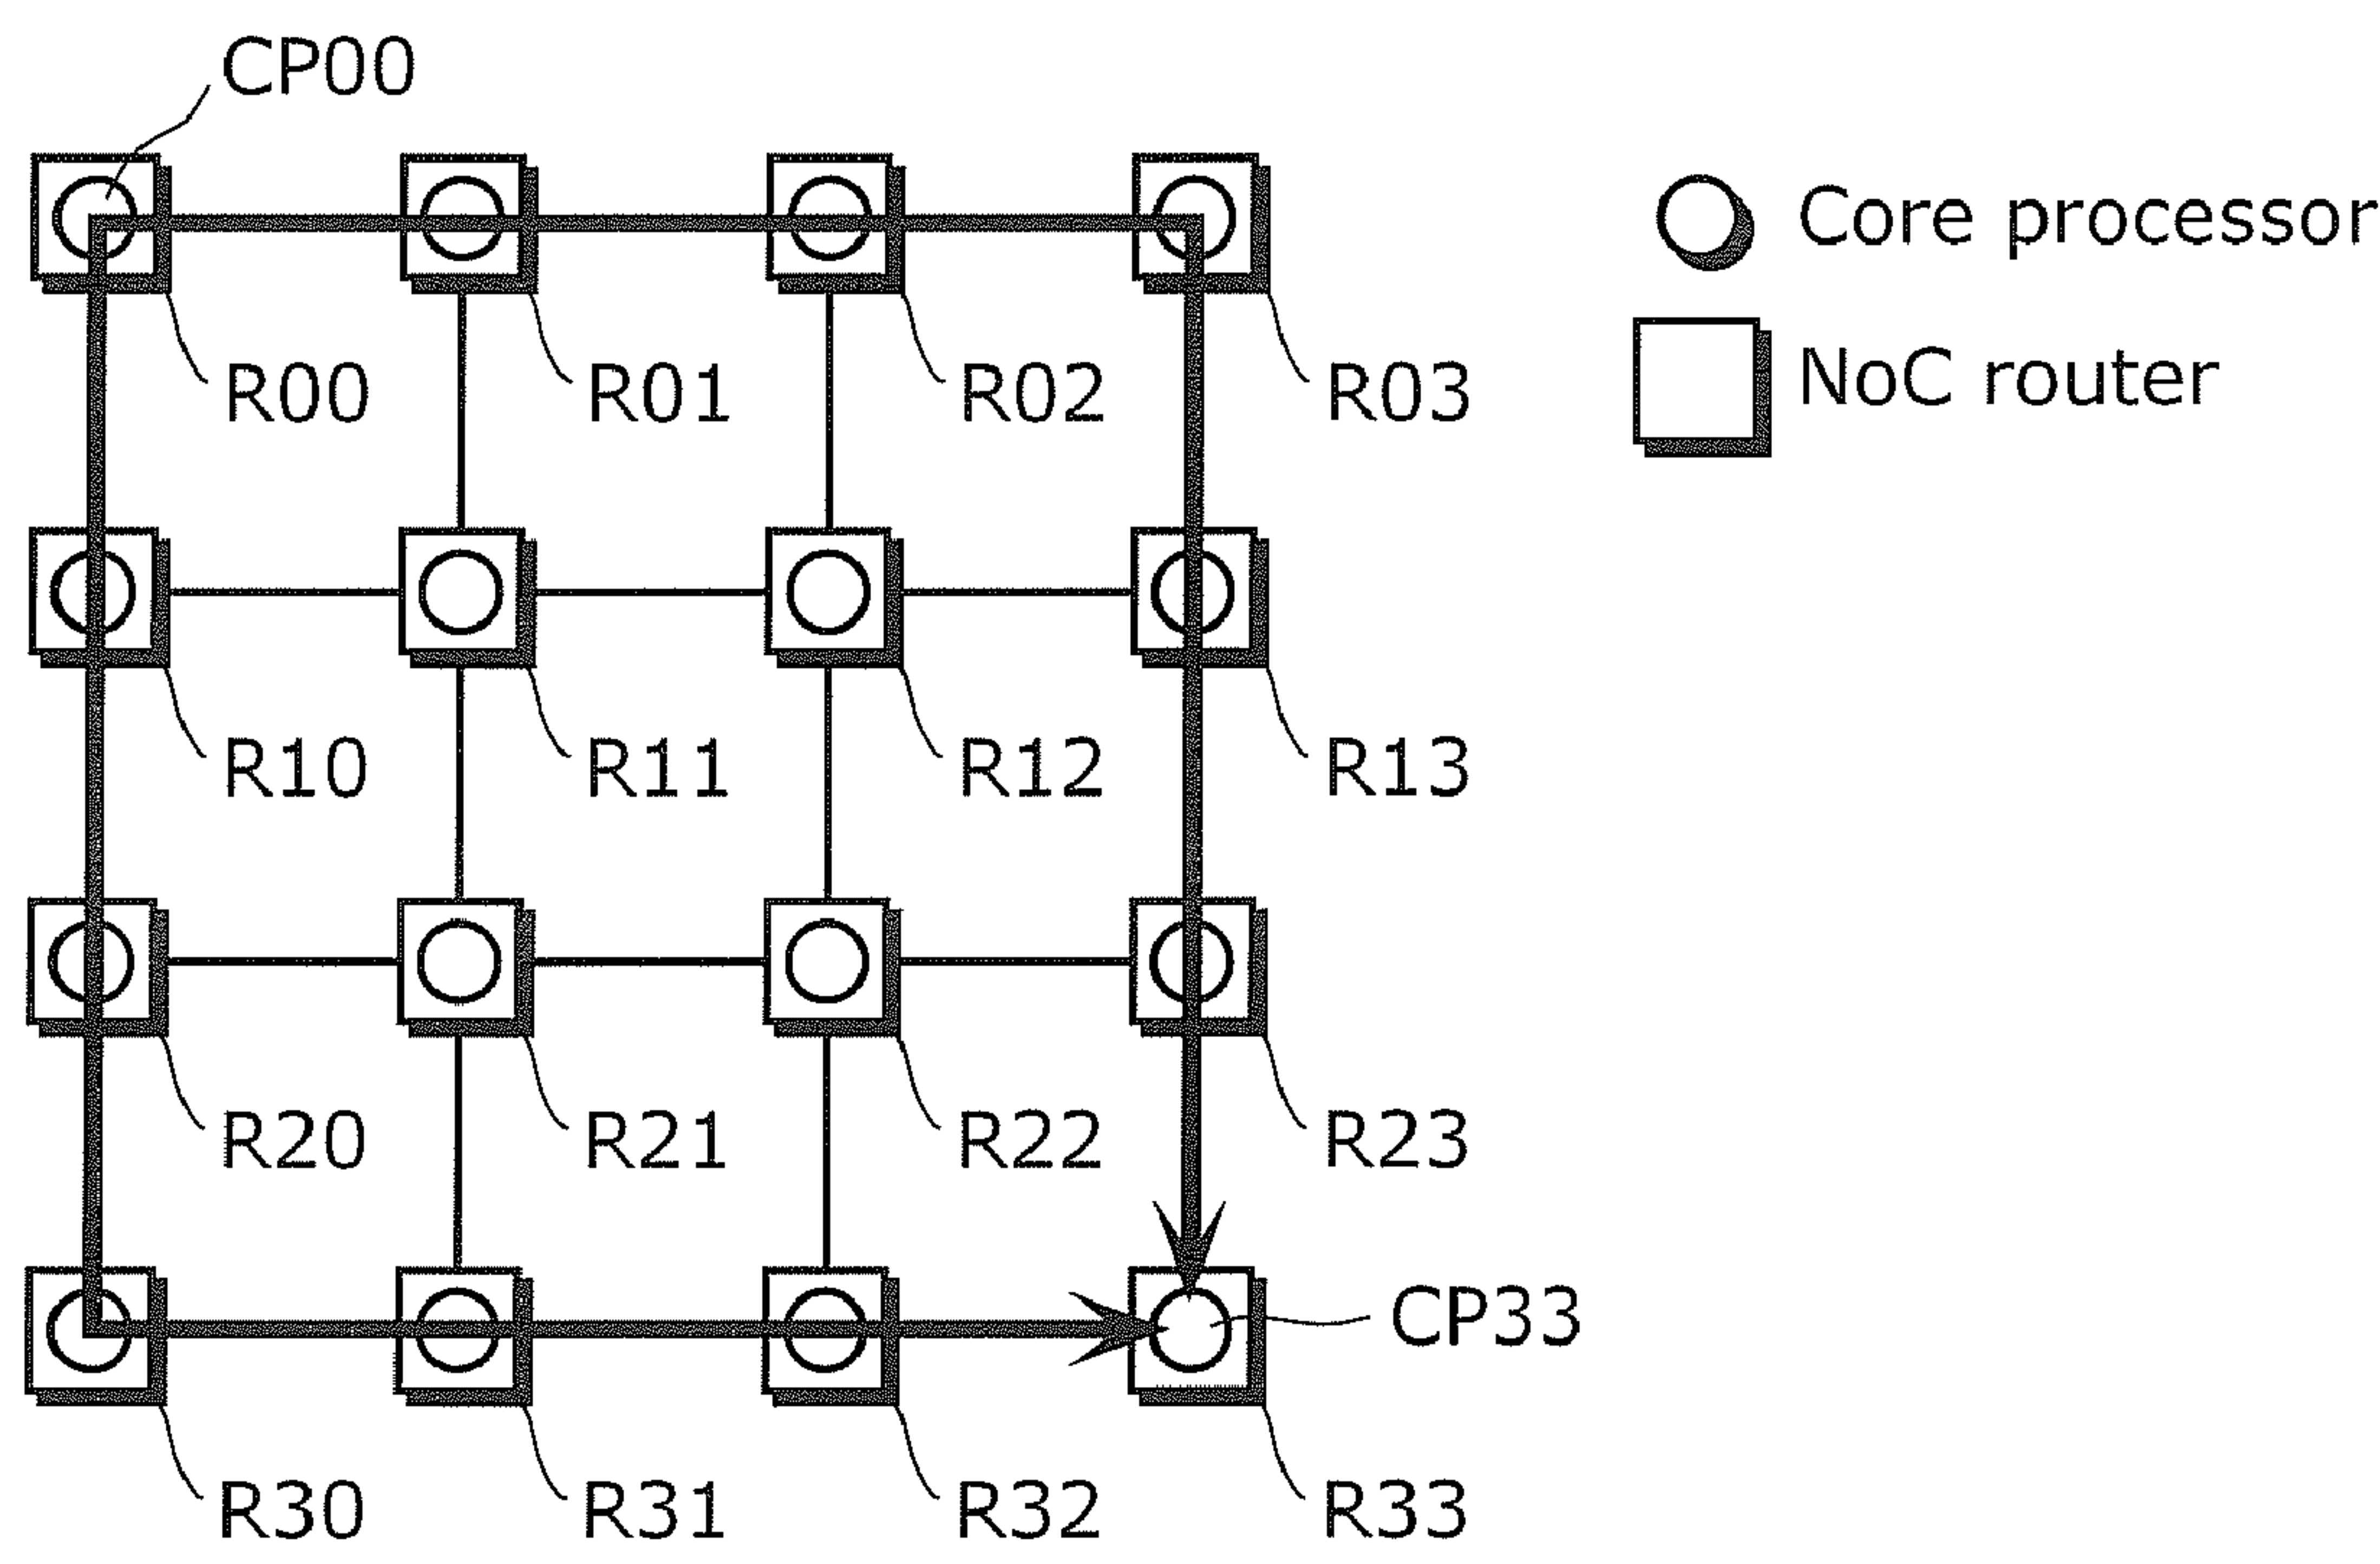 CP00
Core processor
R00
R01
R02
R03
NoC router
R10
R11
R12
R13
R20
R21
R22
R23
CP33
R30
R31
R32
R33